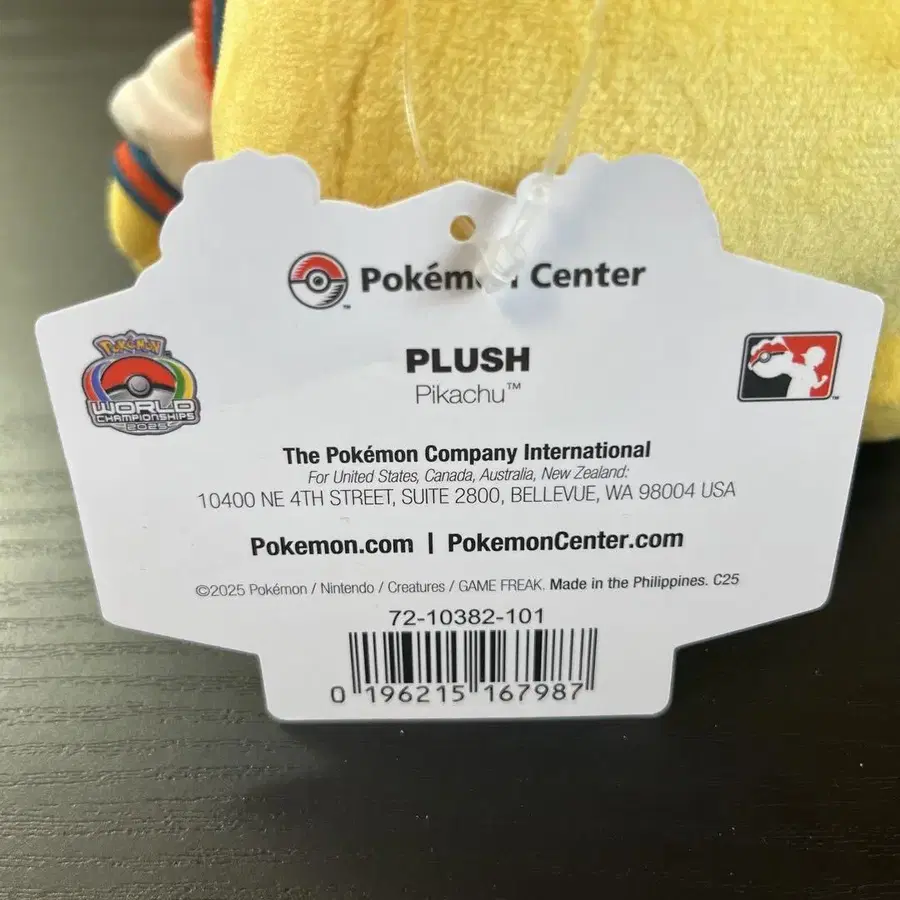 Pokémon Center
PLUSH
Pikachu™
POKÉMON
WORLD
CHAMPIONSHIPS
2025
The Pokémon Company International
For United States, Canada, Australia, New Zealand:
10400 NE 4TH STREET, SUITE 2800, BELLEVUE, WA 98004 USA
Pokemon.com | PokemonCenter.com
©2025 Pokémon / Nintendo / Creatures / GAME FREAK. Made in the Philippines. C25
72-10382-101
0 196215 167987